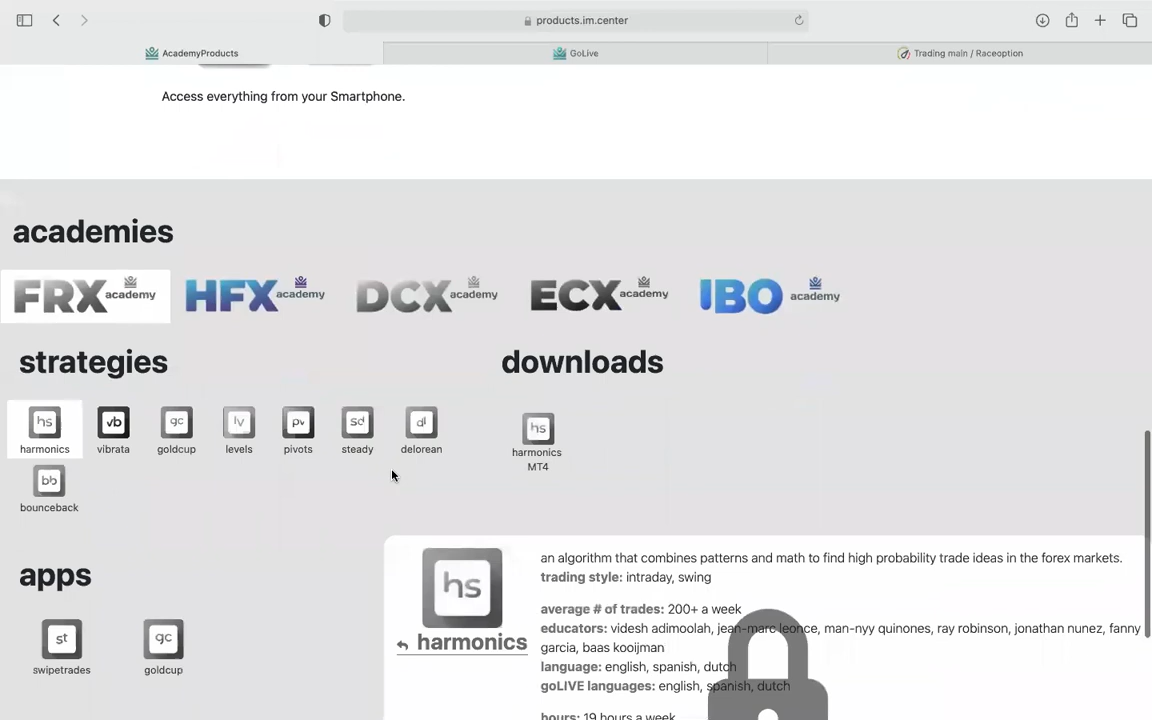 products.im.center
AcademyProducts
GoLive
Trading main / Raceoption
Access everything from your Smartphone.
academies
FRX academy
HFX academy
DCX academy
ECX academy
IBO academy
strategies
downloads
hs
vb
gc
lv
pv
sd
dl
hs
harmonics
vibrata
goldcup
levels
pivots
steady
delorean
harmonics
MT4
bb
bounceback
an algorithm that combines patterns and math to find high probability trade ideas in the forex markets.
trading style: intraday, swing
apps
hs
average # of trades: 200+ a week
educators: videsh adimoolah, jean-marc leonce, man-nyy quinones, ray robinson, jonathan nunez, fanny
harmonics
garcia, baas kooijman
st
gc
language: english, spanish, dutch
swipetrades
goldcup
goLIVE languages: english, spanish, dutch
hours: 19 hours a week